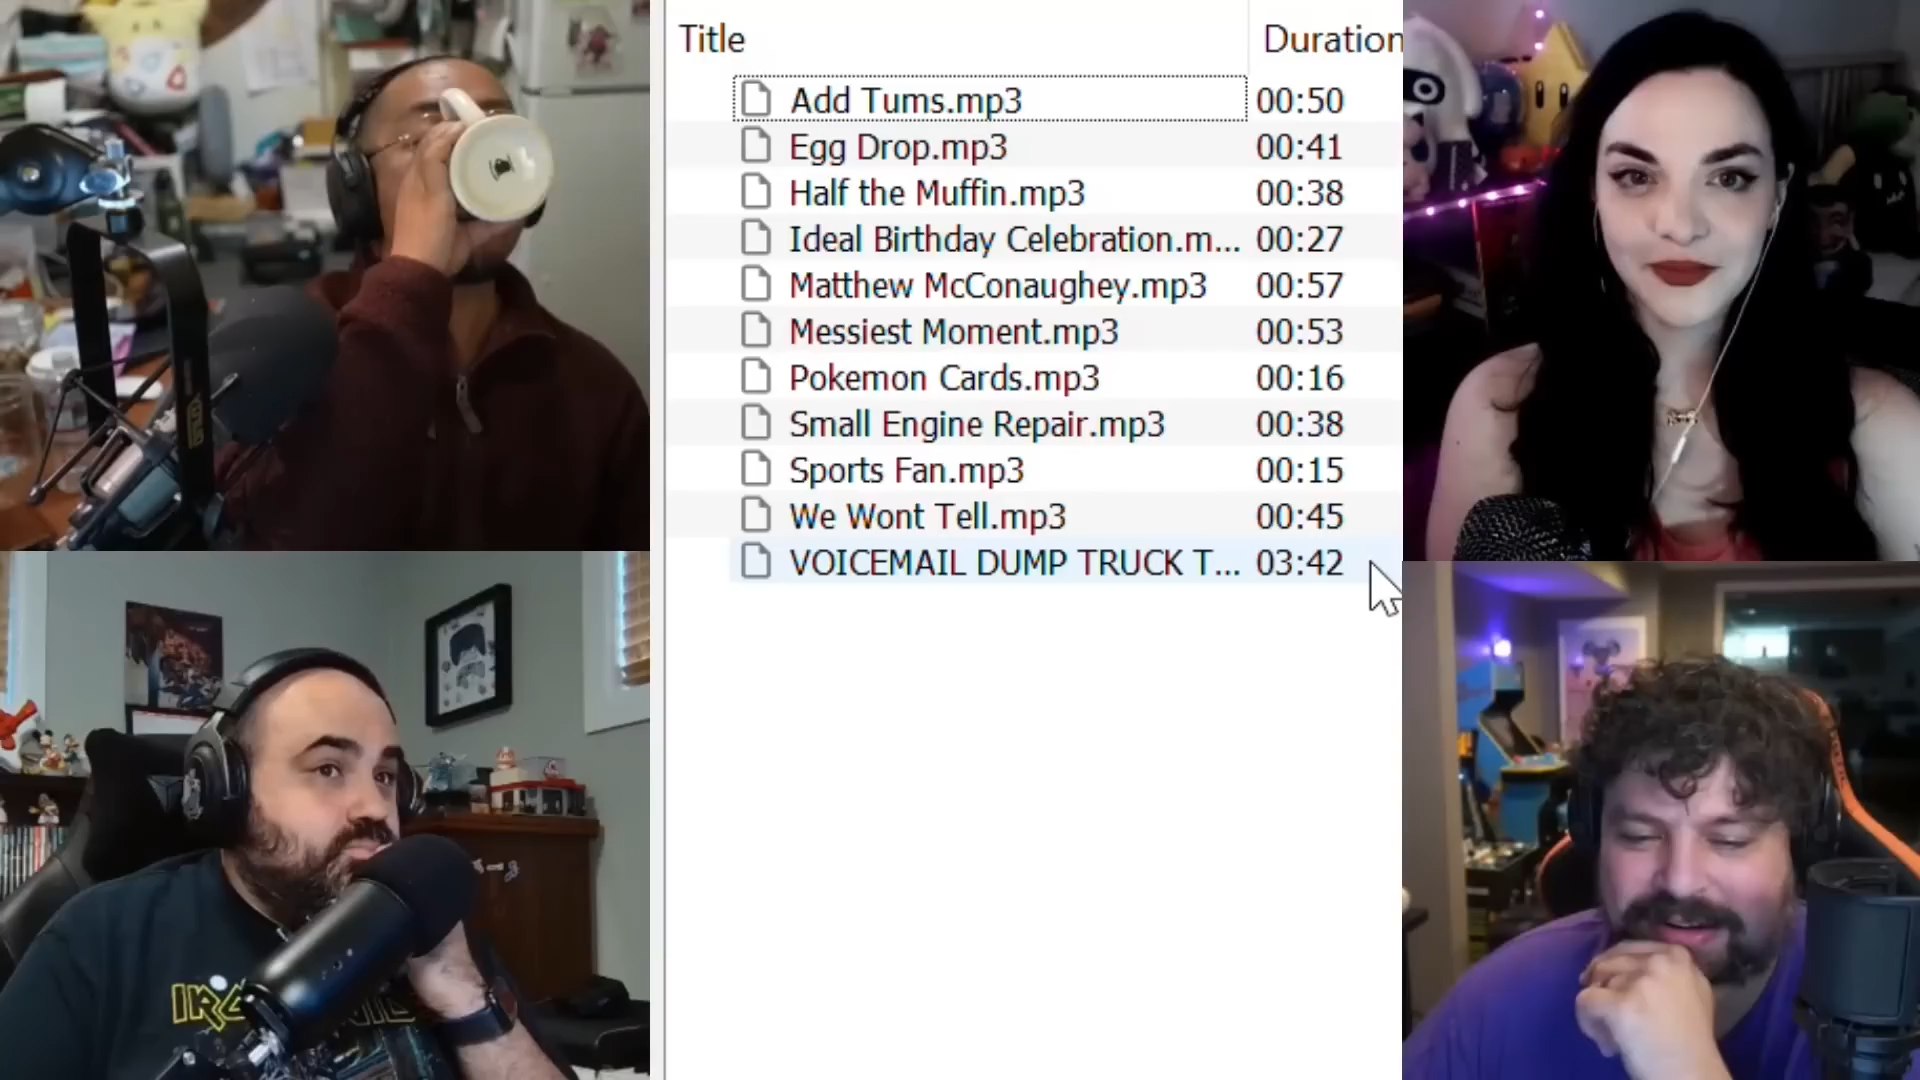 Title Duration
Add Tums.mp3 00:50
Egg Drop.mp3 00:41
Half the Muffin.mp3 00:38
Ideal Birthday Celebration.m... 00:27
Matthew McConaughey.mp3 00:57
Messiest Moment.mp3 00:53
Pokemon Cards.mp3 00:16
Small Engine Repair.mp3 00:38
Sports Fan.mp3 00:15
We Wont Tell.mp3 00:45
VOICEMAIL DUMP TRUCK T... 03:42